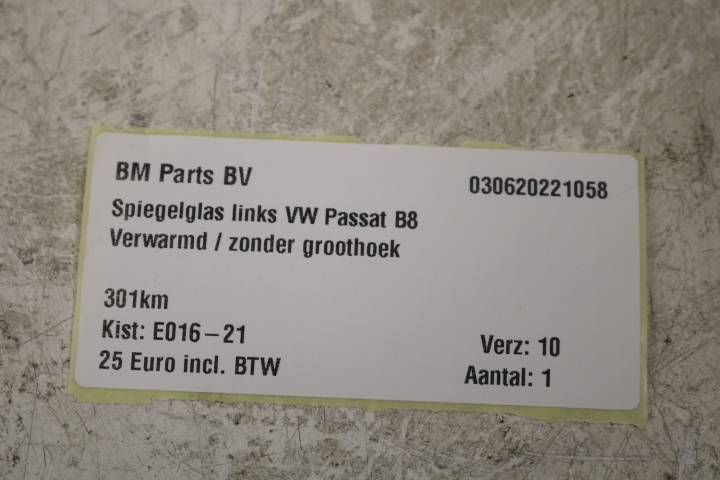 BM Parts BV 030620221058
Spiegelglas links VW Passat B8
Verwarmd / zonder groothoek
301km
Kist: E016-21 Verz: 10
25 Euro incl. BTW Aantal: 1